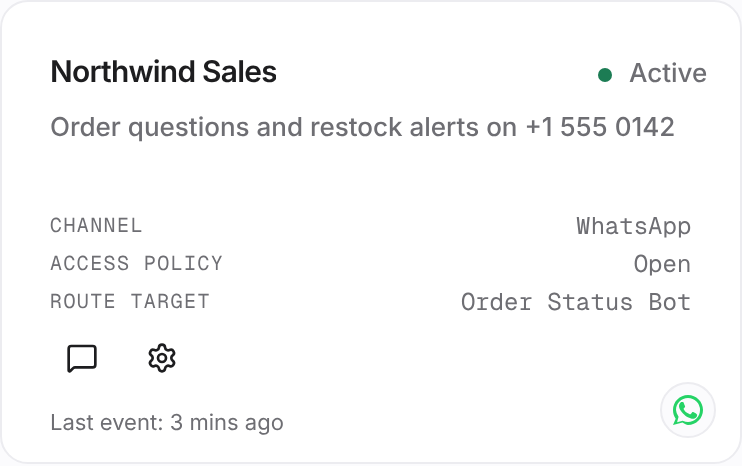 Northwind Sales
Active
Order questions and restock alerts on +1 555 0142
CHANNEL WhatsApp
ACCESS POLICY Open
ROUTE TARGET Order Status Bot
Last event: 3 mins ago